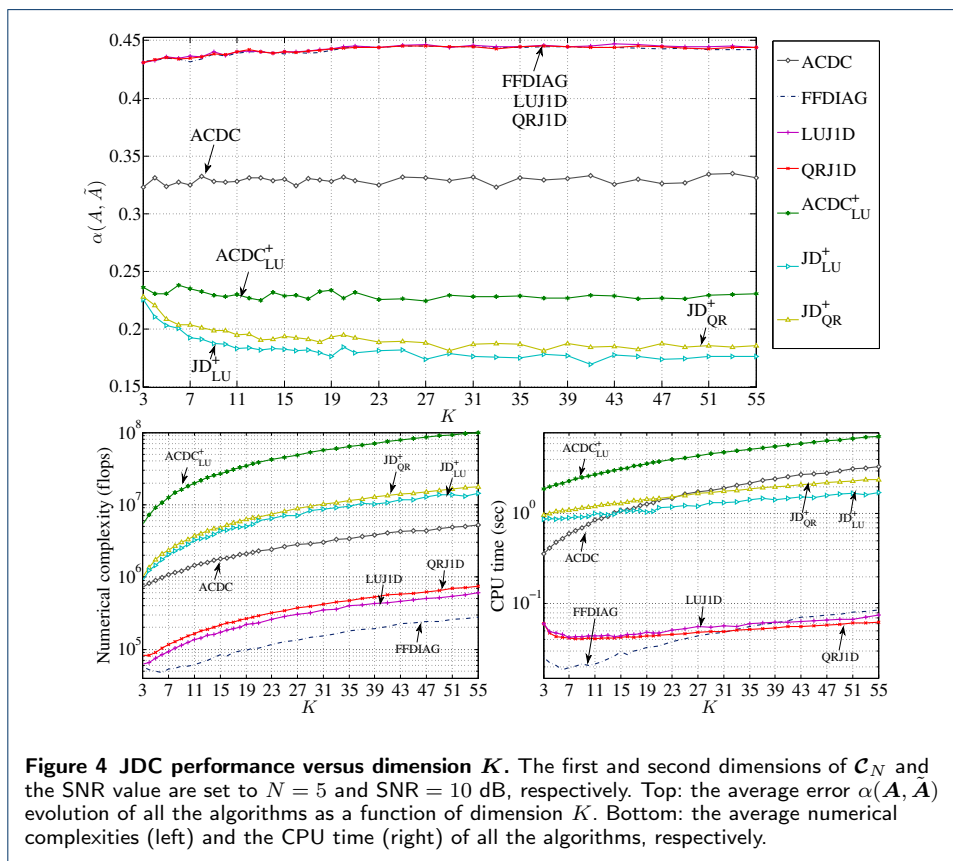 0.45
0.4
0.35
0.3
0.25
0.2
0.15
α(A, Ã)
3 7 11 15 19 23 27 31 35 39 43 47 51 55
K
FFDIAG
LUJ1D
QRJ1D
ACDC
ACDC⁺LU
JD⁺QR
JD⁺LU
ACDC
FFDIAG
LUJ1D
QRJ1D
ACDC⁺LU
JD⁺LU
JD⁺QR
10⁸
10⁷
10⁶
10⁵
Numerical complexity (flops)
3 7 11 15 19 23 27 31 35 39 43 47 51 55
K
ACDC⁺LU
JD⁺QR
JD⁺LU
ACDC
LUJ1D
QRJ1D
FFDIAG
10⁰
10⁻¹
CPU time (sec)
3 7 11 15 19 23 27 31 35 39 43 47 51 55
K
ACDC⁺LU
ACDC
JD⁺QR
JD⁺LU
FFDIAG
LUJ1D
QRJ1D
Figure 4 JDC performance versus dimension K. The first and second dimensions of C_N and
the SNR value are set to N = 5 and SNR = 10 dB, respectively. Top: the average error α(A, Ã)
evolution of all the algorithms as a function of dimension K. Bottom: the average numerical
complexities (left) and the CPU time (right) of all the algorithms, respectively.